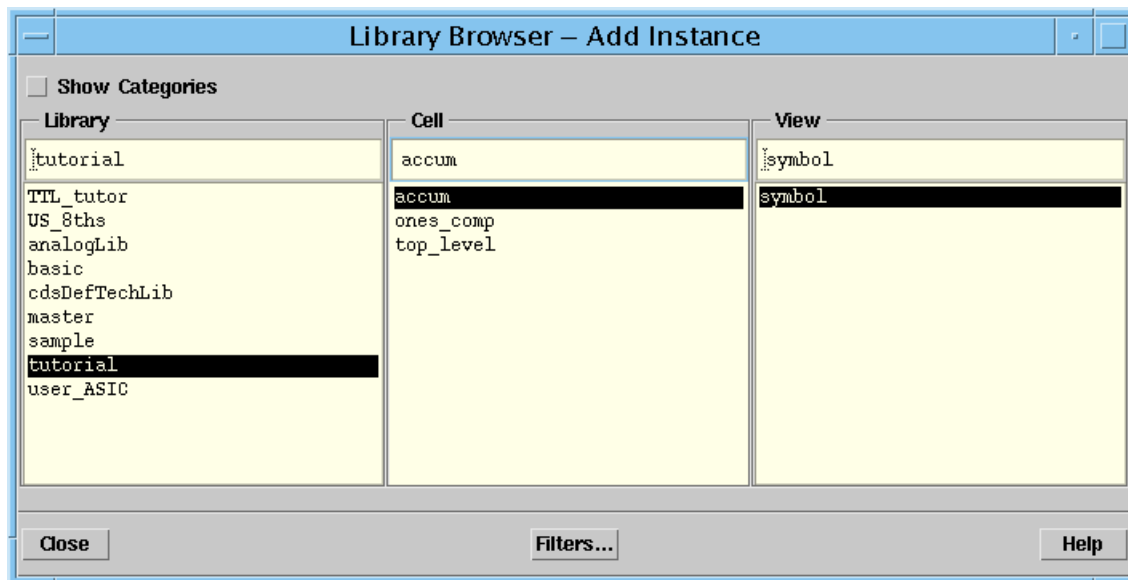 Library Browser – Add Instance
Show Categories
Library
tutorial
TTL_tutor
US_8ths
analogLib
basic
cdsDefTechLib
master
sample
tutorial
user_ASIC
Cell
accum
accum
ones_comp
top_level
View
symbol
symbol
Close
Filters...
Help